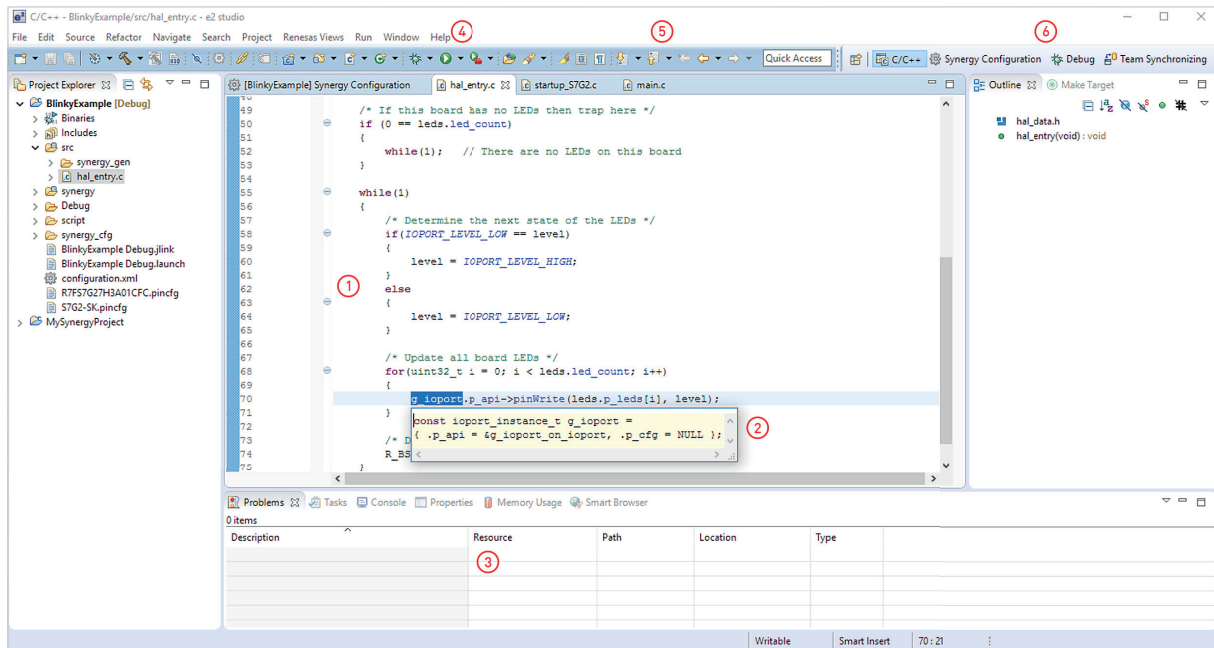 C/C++ - BlinkyExample/src/hal_entry.c - e2 studio
File Edit Source Refactor Navigate Search Project Renesas Views Run Window Help
4
5
6
Quick Access
C/C++
Synergy Configuration
Debug
Team Synchronizing
Project Explorer
BlinkyExample [Debug]
Binaries
Includes
src
synergy_gen
hal_entry.c
synergy
Debug
script
synergy_cfg
BlinkyExample Debug.jlink
BlinkyExample Debug.launch
configuration.xml
R7FS7G27H3A01CFC.pincfg
S7G2-SK.pincfg
MySynergyProject
[BlinkyExample] Synergy Configuration
hal_entry.c
startup_S7G2.c
main.c
49 /* If this board has no LEDs then trap here */
50 if (0 == leds.led_count)
51 {
52 while(1); // There are no LEDs on this board
53 }
54
55 while(1)
56 {
57 /* Determine the next state of the LEDs */
58 if(IOPORT_LEVEL_LOW == level)
59 {
60 level = IOPORT_LEVEL_HIGH;
61 }
62 else
63 {
64 level = IOPORT_LEVEL_LOW;
65 }
66
67 /* Update all board LEDs */
68 for(uint32_t i = 0; i < leds.led_count; i++)
69 {
70 g_ioport.p_api->pinWrite(leds.p_leds[i], level);
71 }
72
73 /* D
74 R_BS
75 }
1
const ioport_instance_t g_ioport =
{ .p_api = &g_ioport_on_ioport, .p_cfg = NULL };
2
Outline
Make Target
hal_data.h
hal_entry(void) : void
Problems
Tasks
Console
Properties
Memory Usage
Smart Browser
0 items
Description Resource Path Location Type
3
Writable Smart Insert 70 : 21